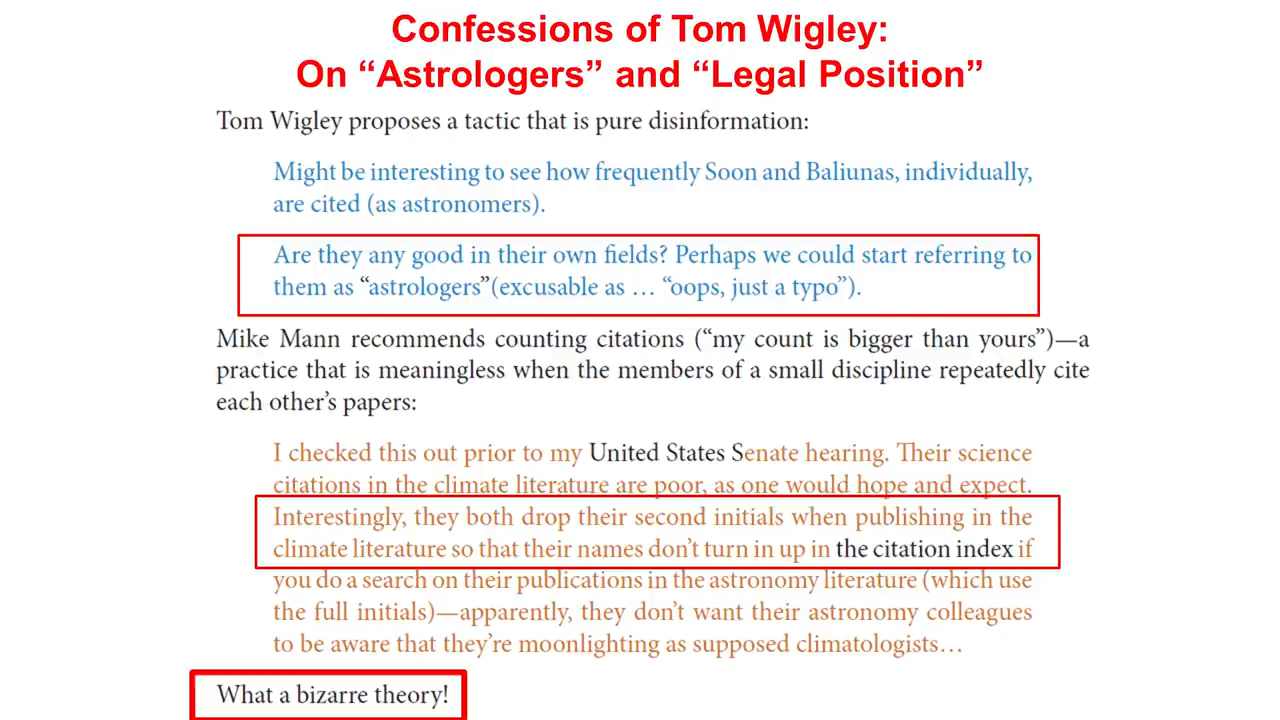 Confessions of Tom Wigley:
On “Astrologers” and “Legal Position”
Tom Wigley proposes a tactic that is pure disinformation:
Might be interesting to see how frequently Soon and Baliunas, individually,
are cited (as astronomers).
Are they any good in their own fields? Perhaps we could start referring to
them as “astrologers”(excusable as … “oops, just a typo”).
Mike Mann recommends counting citations (“my count is bigger than yours”)—a
practice that is meaningless when the members of a small discipline repeatedly cite
each other’s papers:
I checked this out prior to my United States Senate hearing. Their science
citations in the climate literature are poor, as one would hope and expect.
Interestingly, they both drop their second initials when publishing in the
climate literature so that their names don’t turn in up in the citation index if
you do a search on their publications in the astronomy literature (which use
the full initials)—apparently, they don’t want their astronomy colleagues
to be aware that they’re moonlighting as supposed climatologists…
What a bizarre theory!